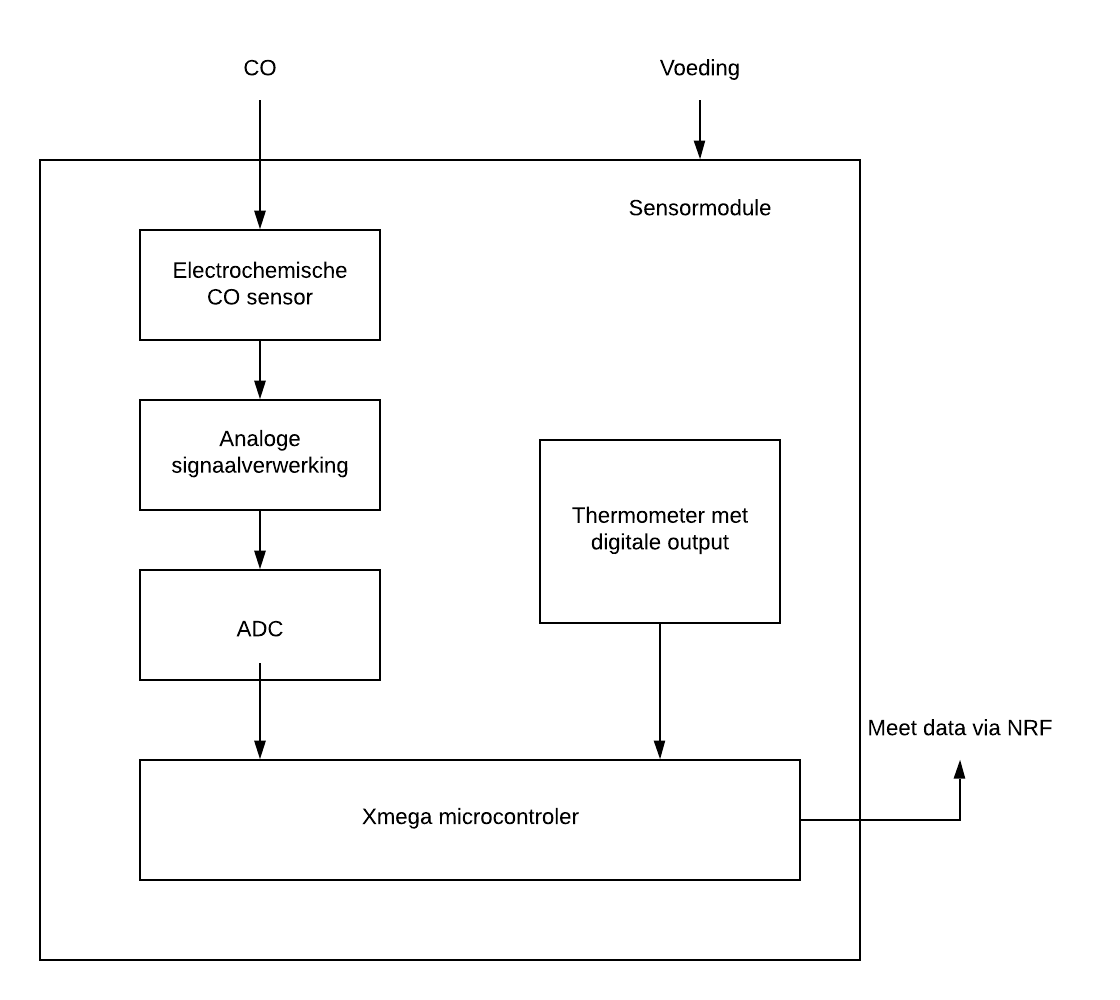 CO
Voeding
Sensormodule
Electrochemische
CO sensor
Analoge
signaalverwerking
Thermometer met
digitale output
ADC
Meet data via NRF
Xmega microcontroler